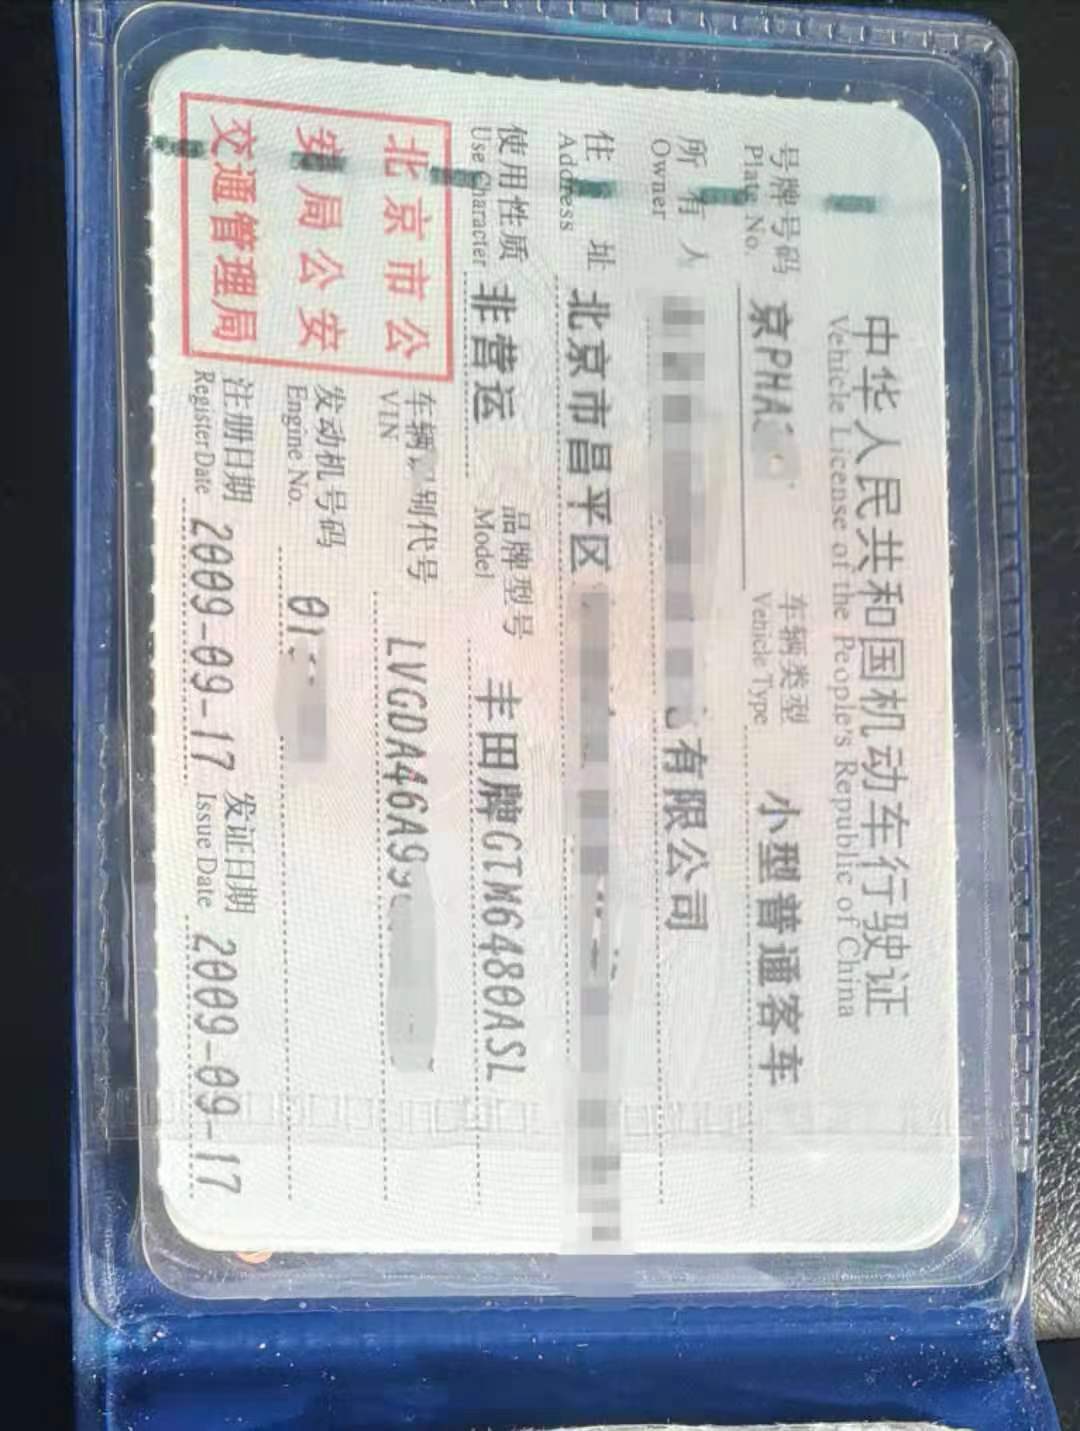 中华人民共和国机动车行驶证
Vehicle License of the People's Republic of China
号牌号码 京PHA 车辆类型 小型普通客车
Plate No. Vehicle Type
所有人 有限公司
Owner
住址 北京市昌平区
Address
使用性质 非营运 品牌型号 丰田牌GTM6480ASL
Use Character Model
北京市公
安局公安
交通管理局
车辆 别代号 LVGDA46A99
VIN
发动机号码 01
Engine No.
注册日期 2009-09-17 发证日期 2009-09-17
Register Date Issue Date